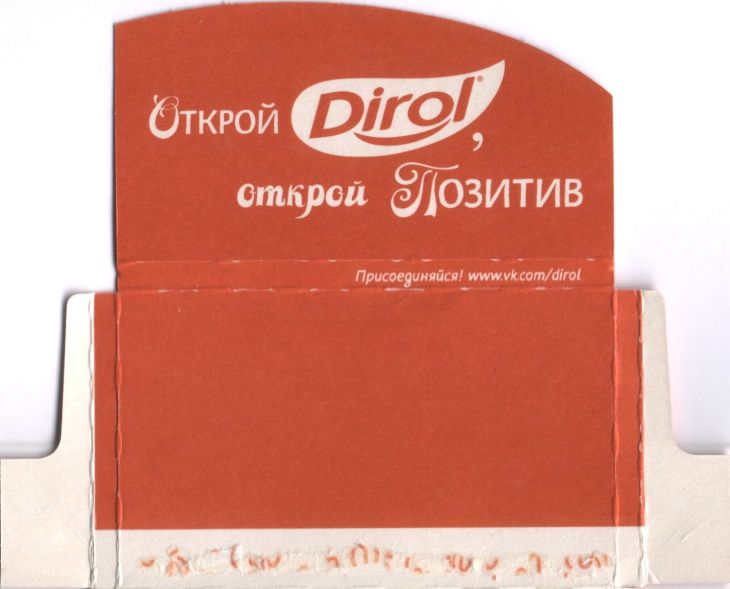 Открой Dirol®,
открой Позитив
Присоединяйся! www.vk.com/dirol